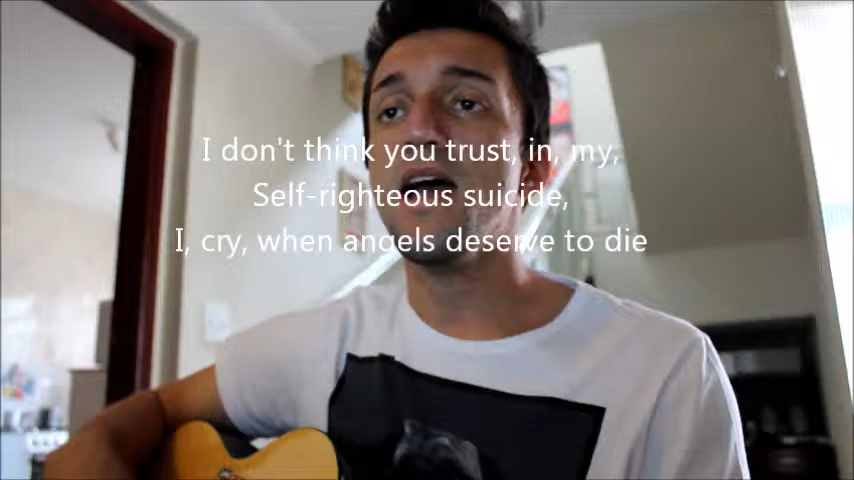 I don't think you trust, in, my,
Self-righteous suicide,
I, cry, when angels deserve to die